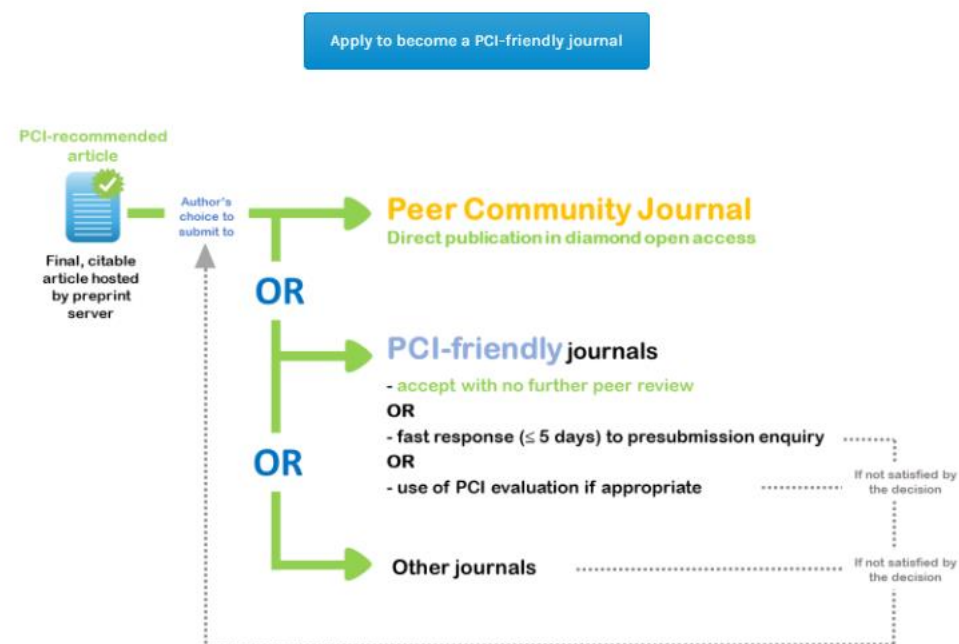 Apply to become a PCI-friendly journal
PCI-recommended
article
Author's
choice to
submit to
Final, citable
article hosted
by preprint
server
Peer Community Journal
Direct publication in diamond open access
OR
PCI-friendly journals
- accept with no further peer review
OR
- fast response (≤ 5 days) to presubmission enquiry
OR
- use of PCI evaluation if appropriate
If not satisfied by
the decision
OR
Other journals
If not satisfied by
the decision